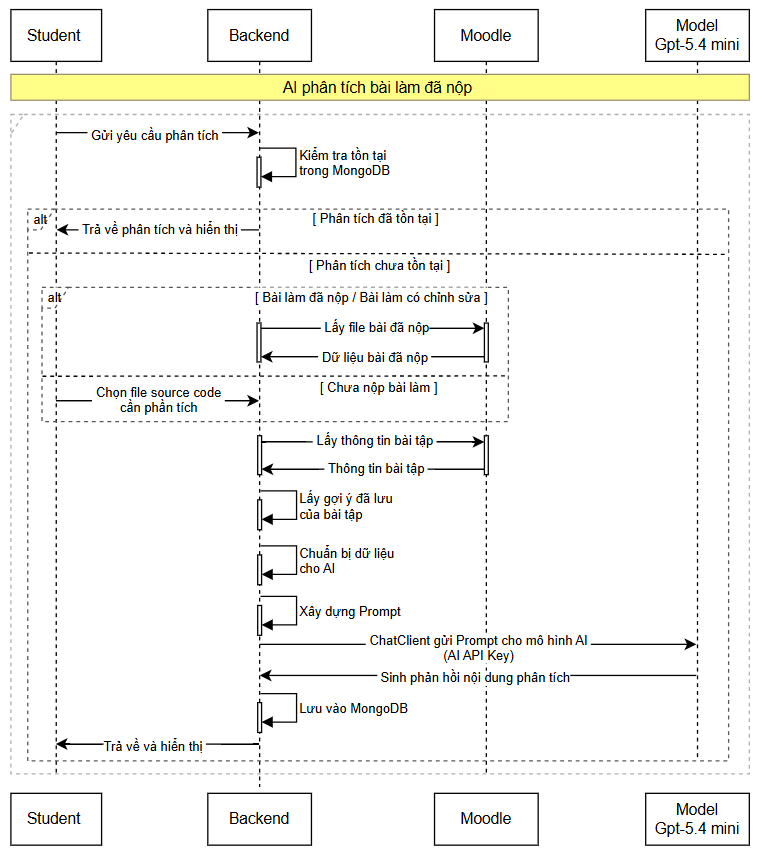 Student
Backend
Moodle
Model
Gpt-5.4 mini
AI phân tích bài làm đã nộp
Gửi yêu cầu phân tích
Kiểm tra tồn tại
trong MongoDB
alt
[ Phân tích đã tồn tại ]
Trả về phân tích và hiển thị
[ Phân tích chưa tồn tại ]
alt
[ Bài làm đã nộp / Bài làm có chỉnh sửa ]
Lấy file bài đã nộp
Dữ liệu bài đã nộp
[ Chưa nộp bài làm ]
Chọn file source code
cần phân tích
Lấy thông tin bài tập
Thông tin bài tập
Lấy gợi ý đã lưu
của bài tập
Chuẩn bị dữ liệu
cho AI
Xây dựng Prompt
ChatClient gửi Prompt cho mô hình AI
(AI API Key)
Sinh phản hồi nội dung phân tích
Lưu vào MongoDB
Trả về và hiển thị
Student
Backend
Moodle
Model
Gpt-5.4 mini